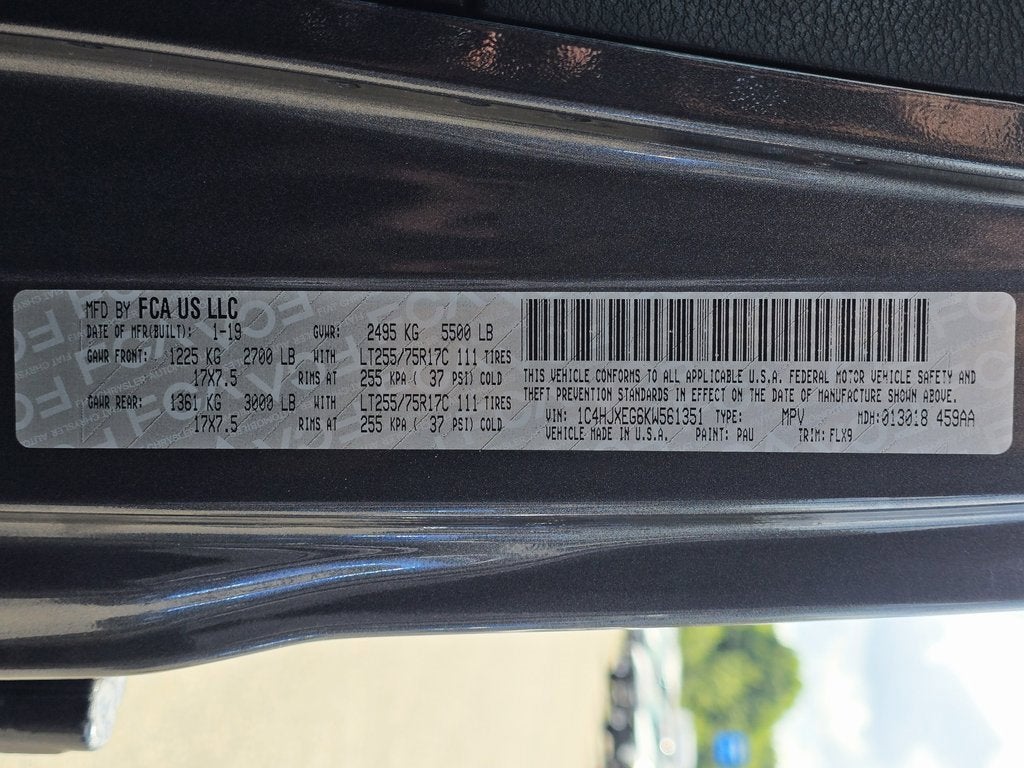 MFD BY FCA US LLC
DATE OF MFR(BUILT): 1-19 GVWR: 2495 KG 5500 LB
GAWR FRONT: 1225 KG 2700 LB WITH LT255/75R17C 111 TIRES
17X7.5 RIMS AT 255 KPA ( 37 PSI) COLD
GAWR REAR: 1361 KG 3000 LB WITH LT255/75R17C 111 TIRES
17X7.5 RIMS AT 255 KPA ( 37 PSI) COLD
THIS VEHICLE CONFORMS TO ALL APPLICABLE U.S.A. FEDERAL MOTOR VEHICLE SAFETY AND
THEFT PREVENTION STANDARDS IN EFFECT ON THE DATE OF MANUFACTURE SHOWN ABOVE.
VIN: 1C4HJXEG6KW561351 TYPE: MPV MDH:013018 459AA
VEHICLE MADE IN U.S.A. PAINT: PAU TRIM: FLX9